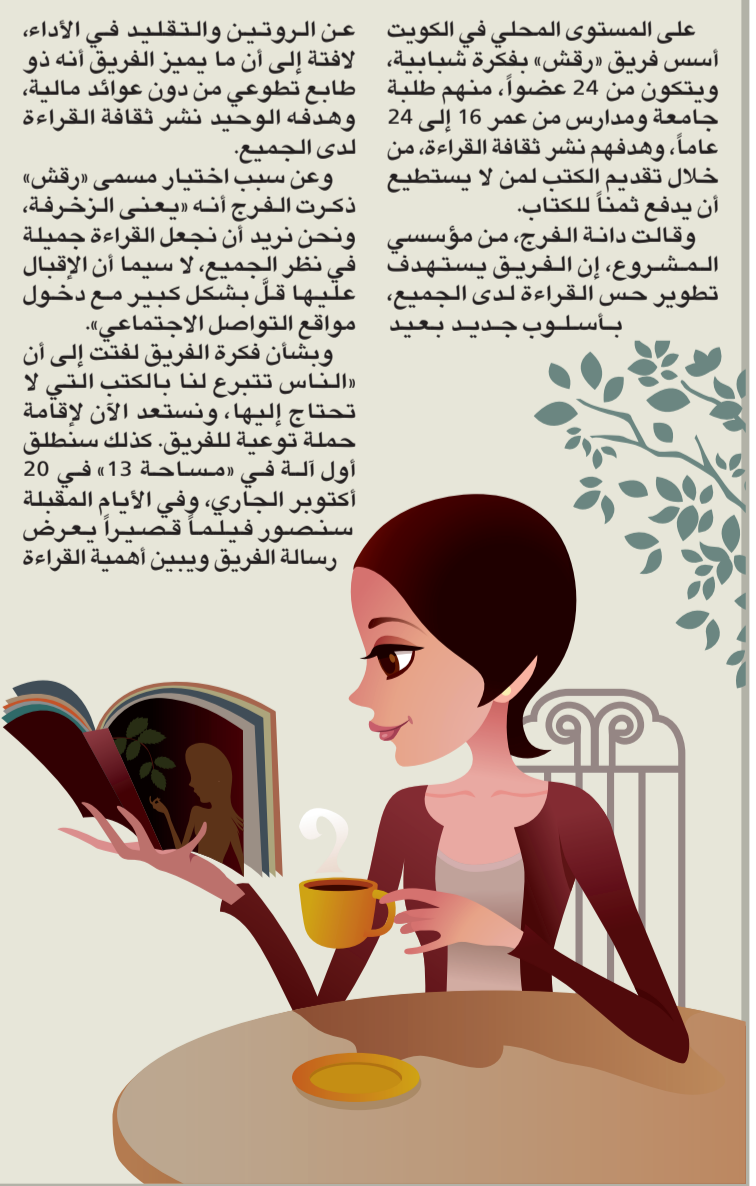 على المستوى المحلي في الكويت
أسس فريق «رقش» بفكرة شبابية،
ويتكون من 24 عضواً، منهم طلبة
جامعة ومدارس من عمر 16 إلى 24
عاماً، وهدفهم نشر ثقافة القراءة، من
خلال تقديم الكتب لمن لا يستطيع
أن يدفع ثمناً للكتاب.
وقالت دانة الفرج، من مؤسسي
المشروع، إن الفريق يستهدف
تطوير حس القراءة لدى الجميع،
بأسلوب جديد بعيد
عن الروتين والتقليد في الأداء،
لافتة إلى أن ما يميز الفريق أنه ذو
طابع تطوعي من دون عوائد مالية،
وهدفه الوحيد نشر ثقافة القراءة
لدى الجميع.
وعن سبب اختيار مسمى «رقش»
ذكرت الفرج أنه «يعنى الزخرفة،
ونحن نريد أن نجعل القراءة جميلة
في نظر الجميع، لا سيما أن الإقبال
عليها قلَّ بشكل كبير مع دخول
مواقع التواصل الاجتماعي».
وبشأن فكرة الفريق لفتت إلى أن
«الناس تتبرع لنا بالكتب التي لا
تحتاج إليها، ونستعد الآن لإقامة
حملة توعية للفريق. كذلك سنطلق
أول آلة في «مساحة 13» في 20
أكتوبر الجاري، وفي الأيام المقبلة
سنصور فيلماً قصيراً يعرض
رسالة الفريق ويبين أهمية القراءة